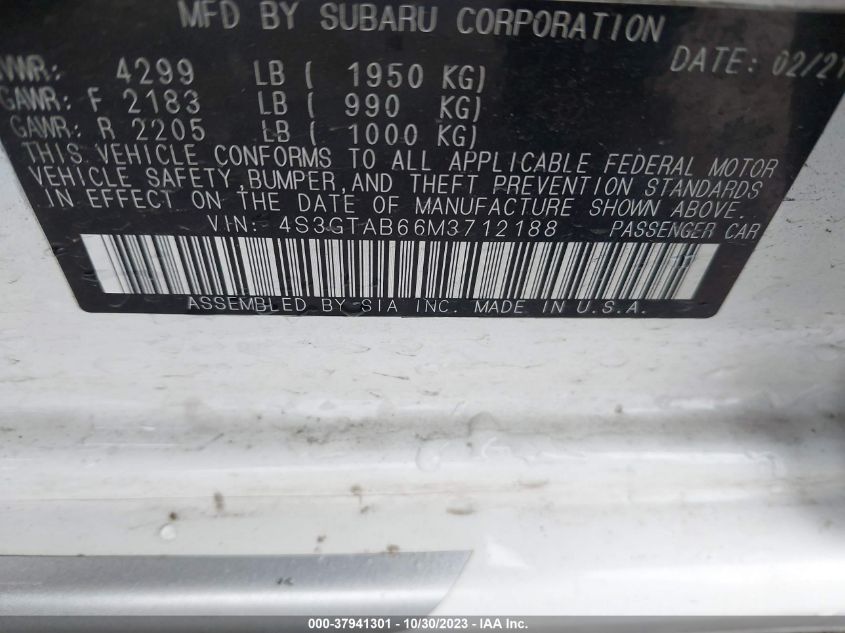 MFD BY SUBARU CORPORATION
DATE: 02/21
4299 LB ( 1950 KG)
GAWR: F 2183 LB ( 990 KG)
GAWR: R 2205 LB ( 1000 KG)
THIS VEHICLE CONFORMS TO ALL APPLICABLE FEDERAL MOTOR
VEHICLE SAFETY,BUMPER,AND THEFT PREVENTION STANDARDS
IN EFFECT ON THE DATE OF MANUFACTURE SHOWN ABOVE.
VIN: 4S3GTAB66M3712188 PASSENGER CAR
ASSEMBLED BY SIA INC. MADE IN U.S.A.
000-37941301 - 10/30/2023 - IAA Inc.